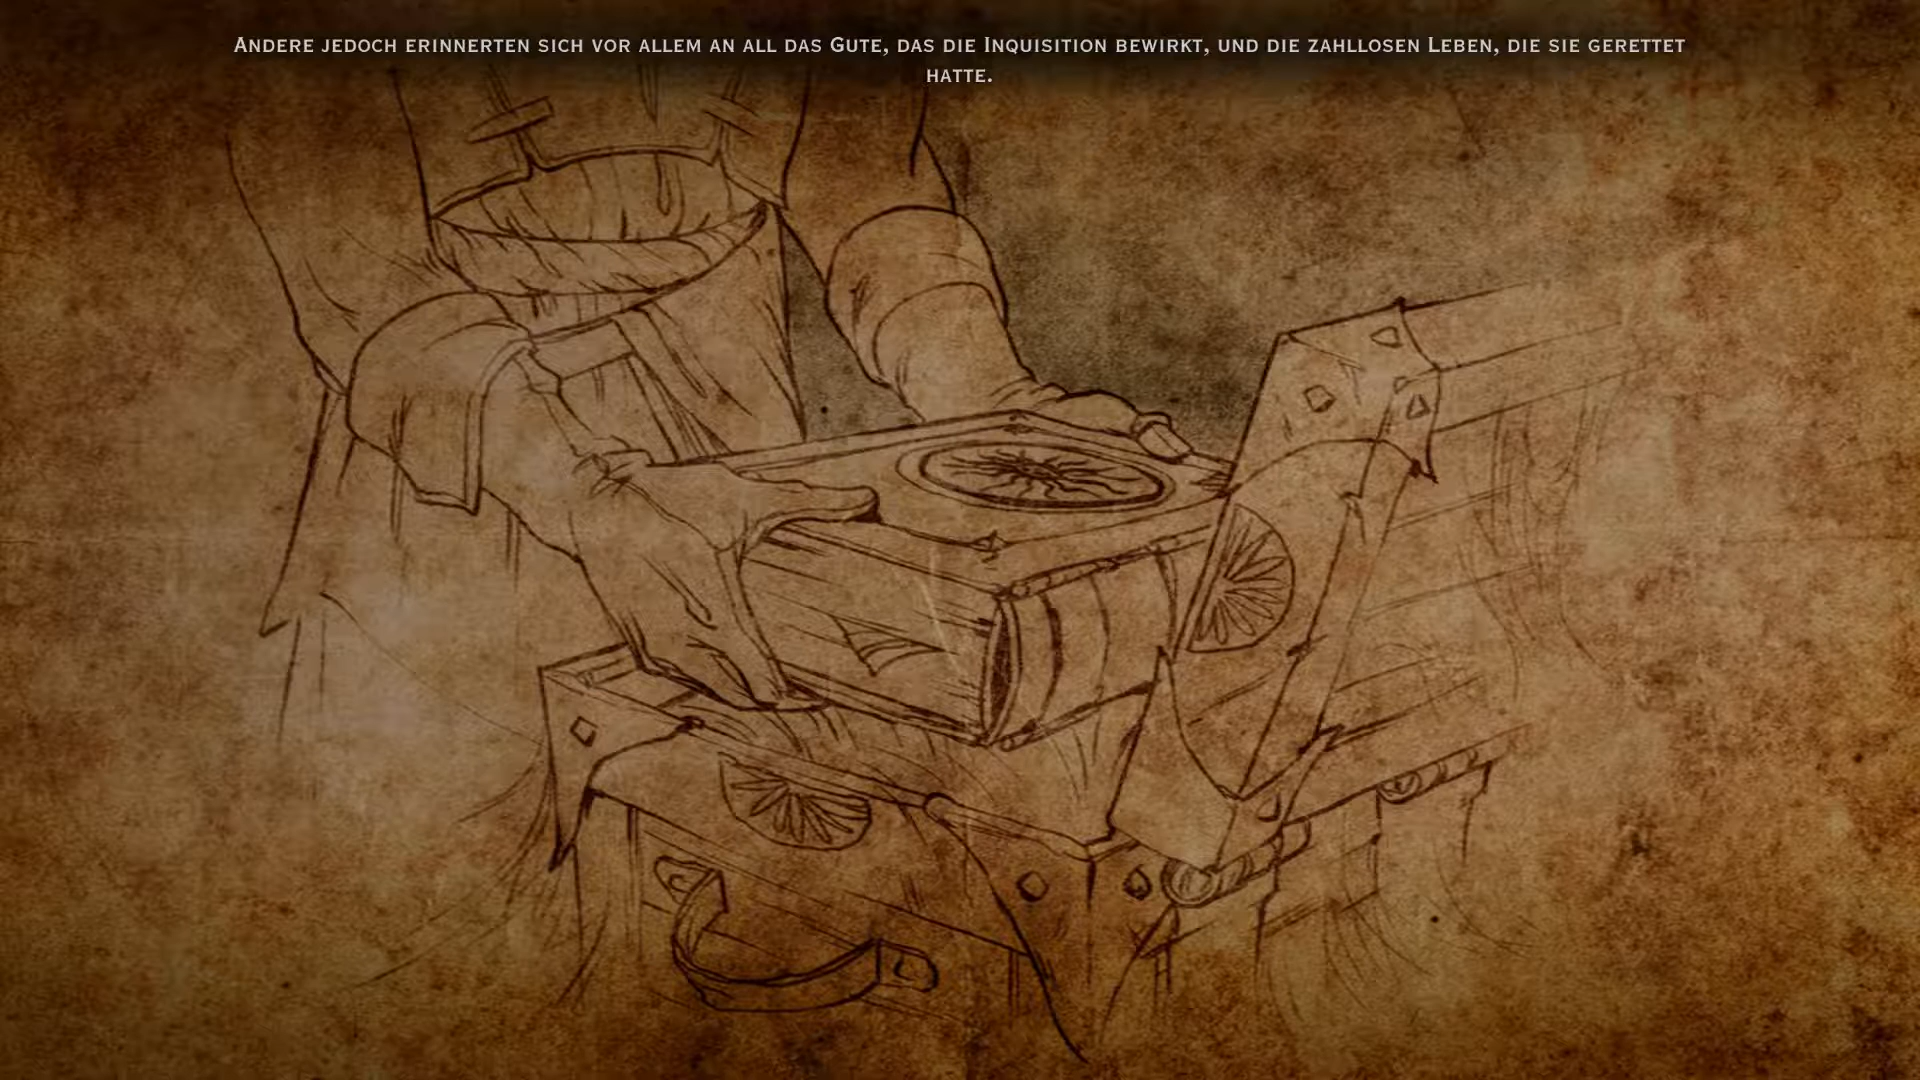 Andere jedoch erinnerten sich vor allem an all das Gute, das die Inquisition bewirkt, und die zahllosen Leben, die sie gerettet
hatte.